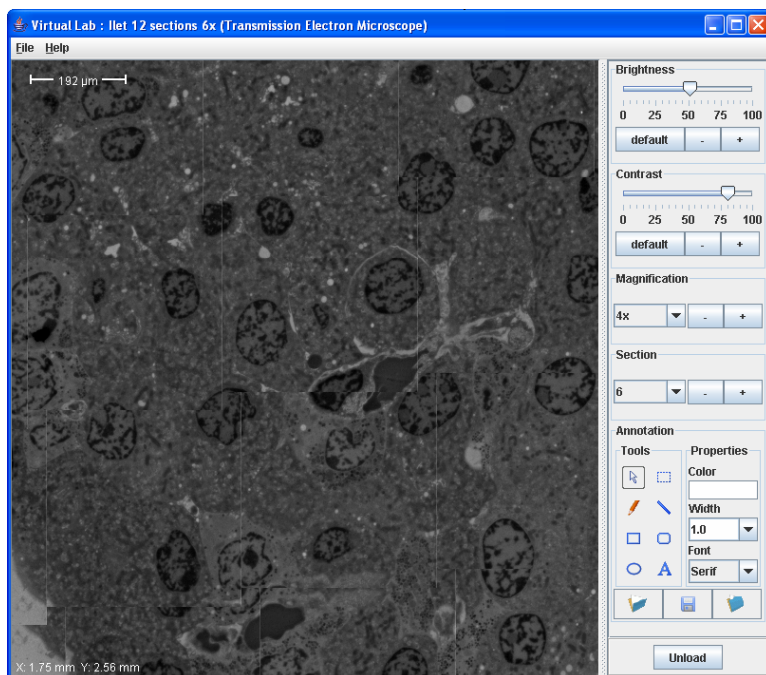 Virtual Lab : Ilet 12 sections 6x (Transmission Electron Microscope)
File Help
192 µm
X: 1.75 mm Y: 2.56 mm
Brightness
0 25 50 75 100
default - +
Contrast
0 25 50 75 100
default - +
Magnification
4x - +
Section
6 - +
Annotation
Tools
A
Properties
Color
Width
1.0
Font
Serif
Unload